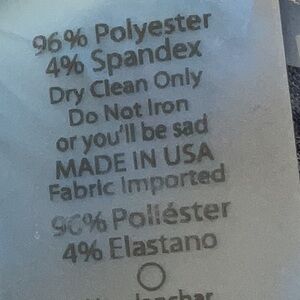 96% Polyester
4% Spandex
Dry Clean Only
Do Not Iron
or you'll be sad
MADE IN USA
Fabric Imported
96% Poliéster
4% Elastano